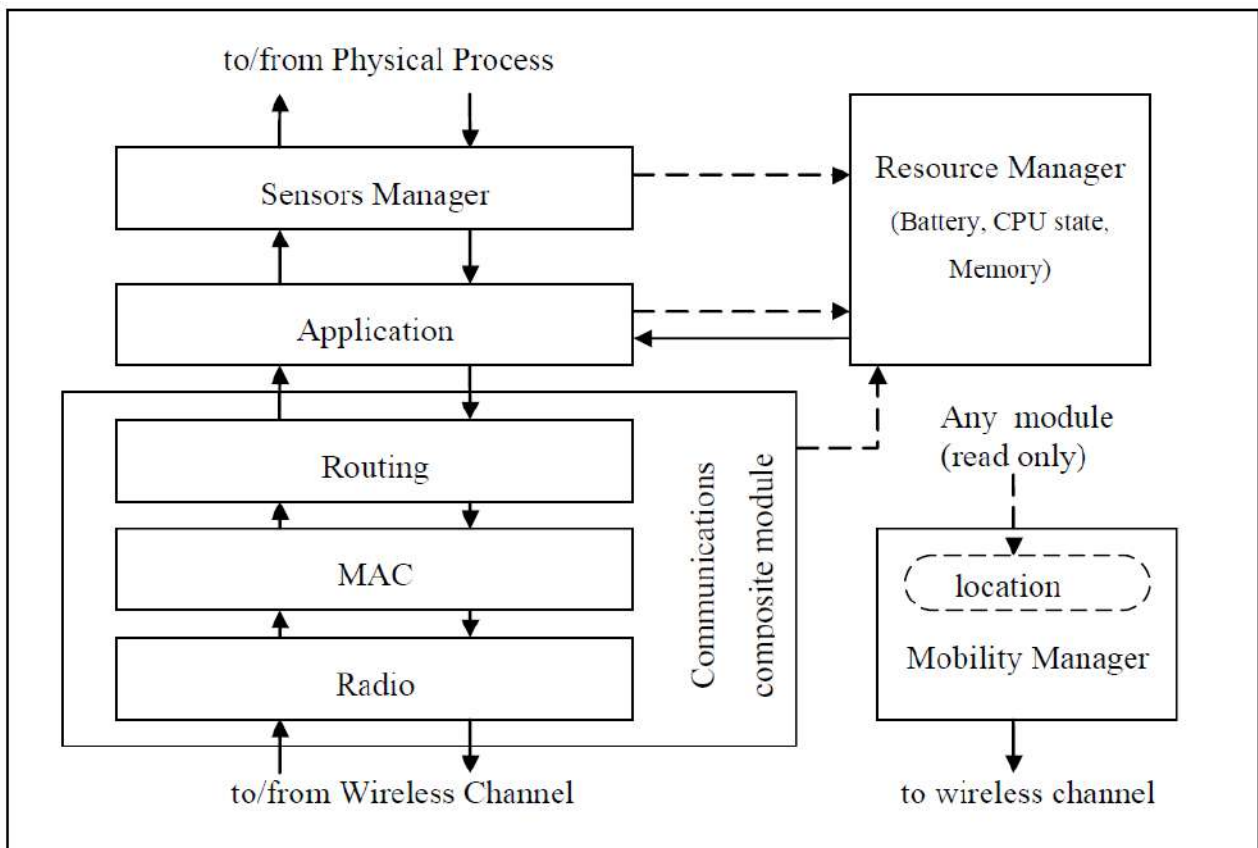 to/from Physical Process
Sensors Manager
Resource Manager
(Battery, CPU state,
Memory)
Application
Routing
MAC
Radio
Communications
composite module
Any module
(read only)
location
Mobility Manager
to/from Wireless Channel
to wireless channel